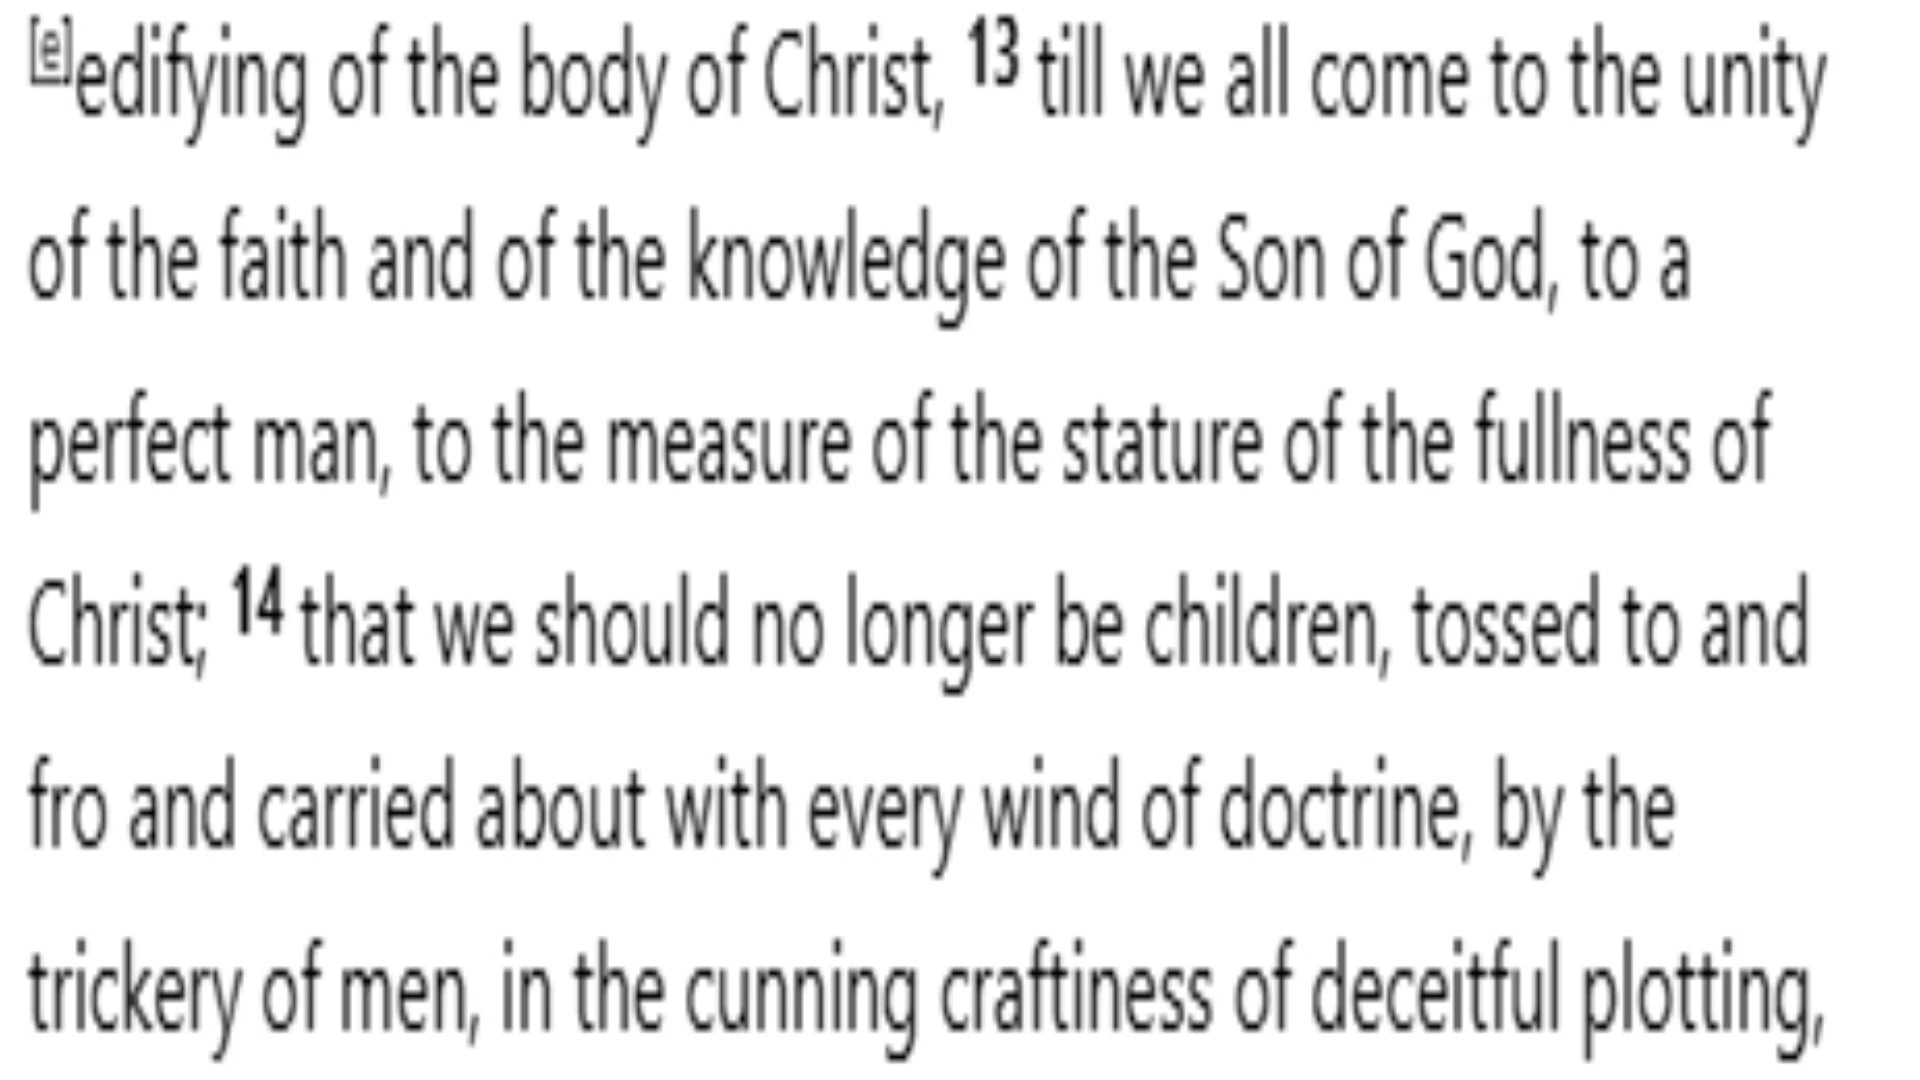 [e]edifying of the body of Christ, 13 till we all come to the unity
of the faith and of the knowledge of the Son of God, to a
perfect man, to the measure of the stature of the fullness of
Christ; 14 that we should no longer be children, tossed to and
fro and carried about with every wind of doctrine, by the
trickery of men, in the cunning craftiness of deceitful plotting,